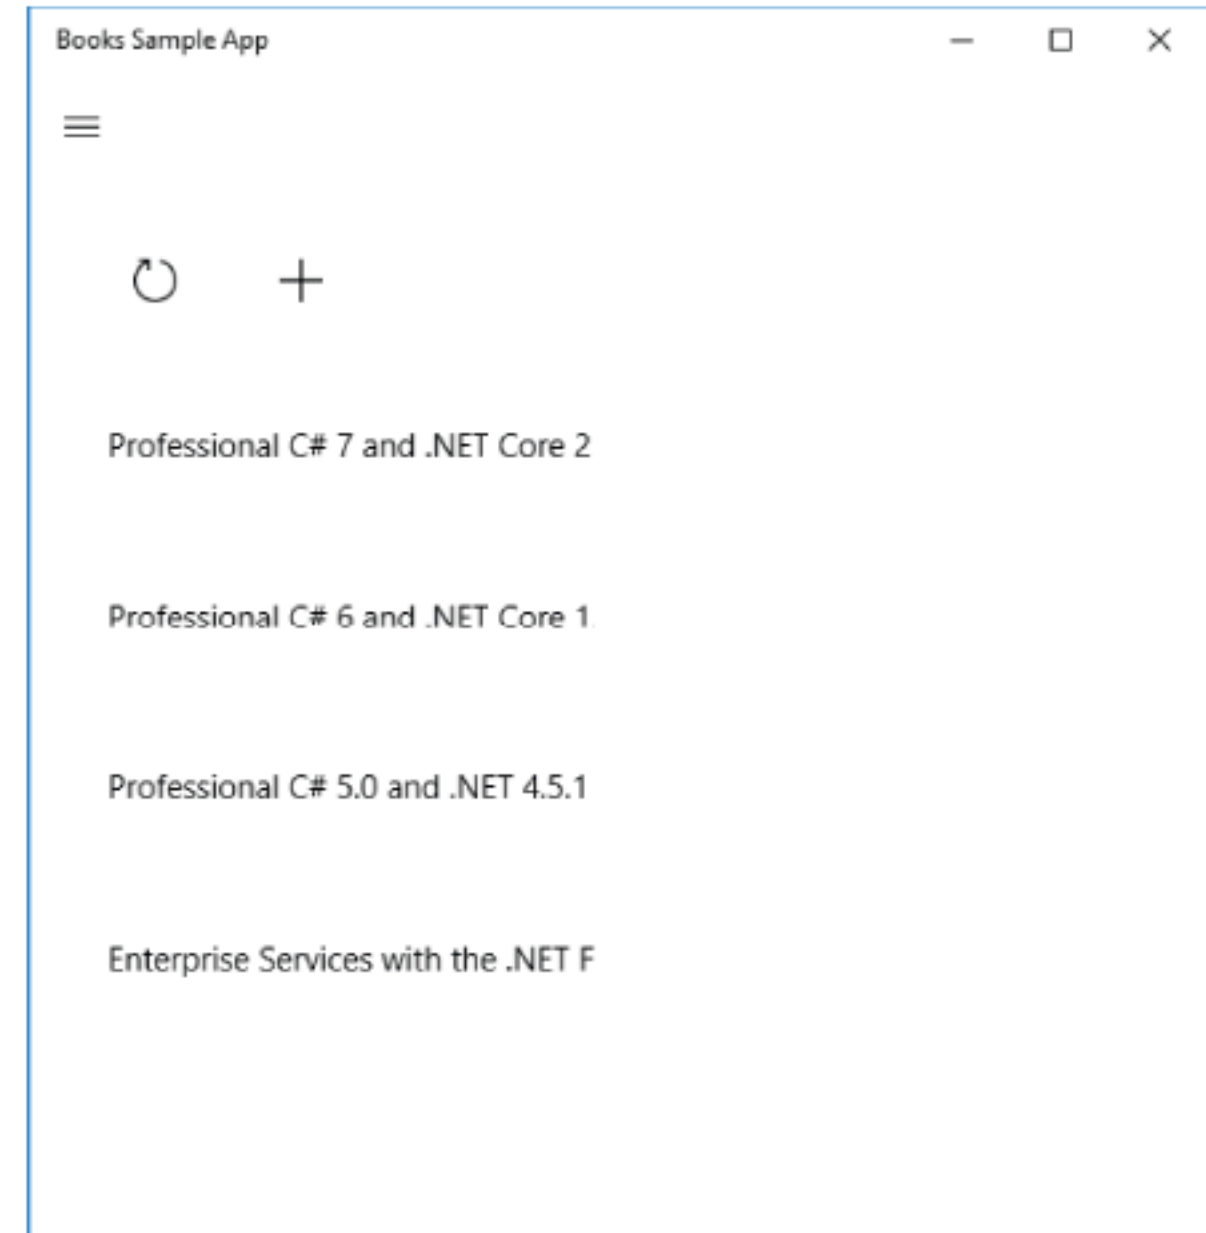 Books Sample App
Professional C# 7 and .NET Core 2
Professional C# 6 and .NET Core 1.
Professional C# 5.0 and .NET 4.5.1
Enterprise Services with the .NET F